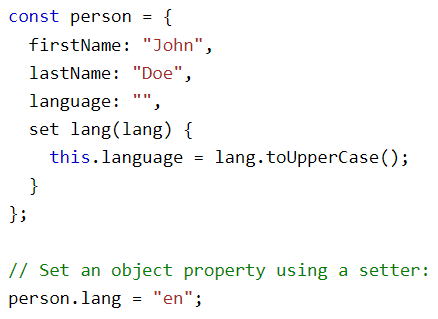 const person = {
  firstName: "John",
  lastName: "Doe",
  language: "",
  set lang(lang) {
    this.language = lang.toUpperCase();
  }
};

// Set an object property using a setter:
person.lang = "en";